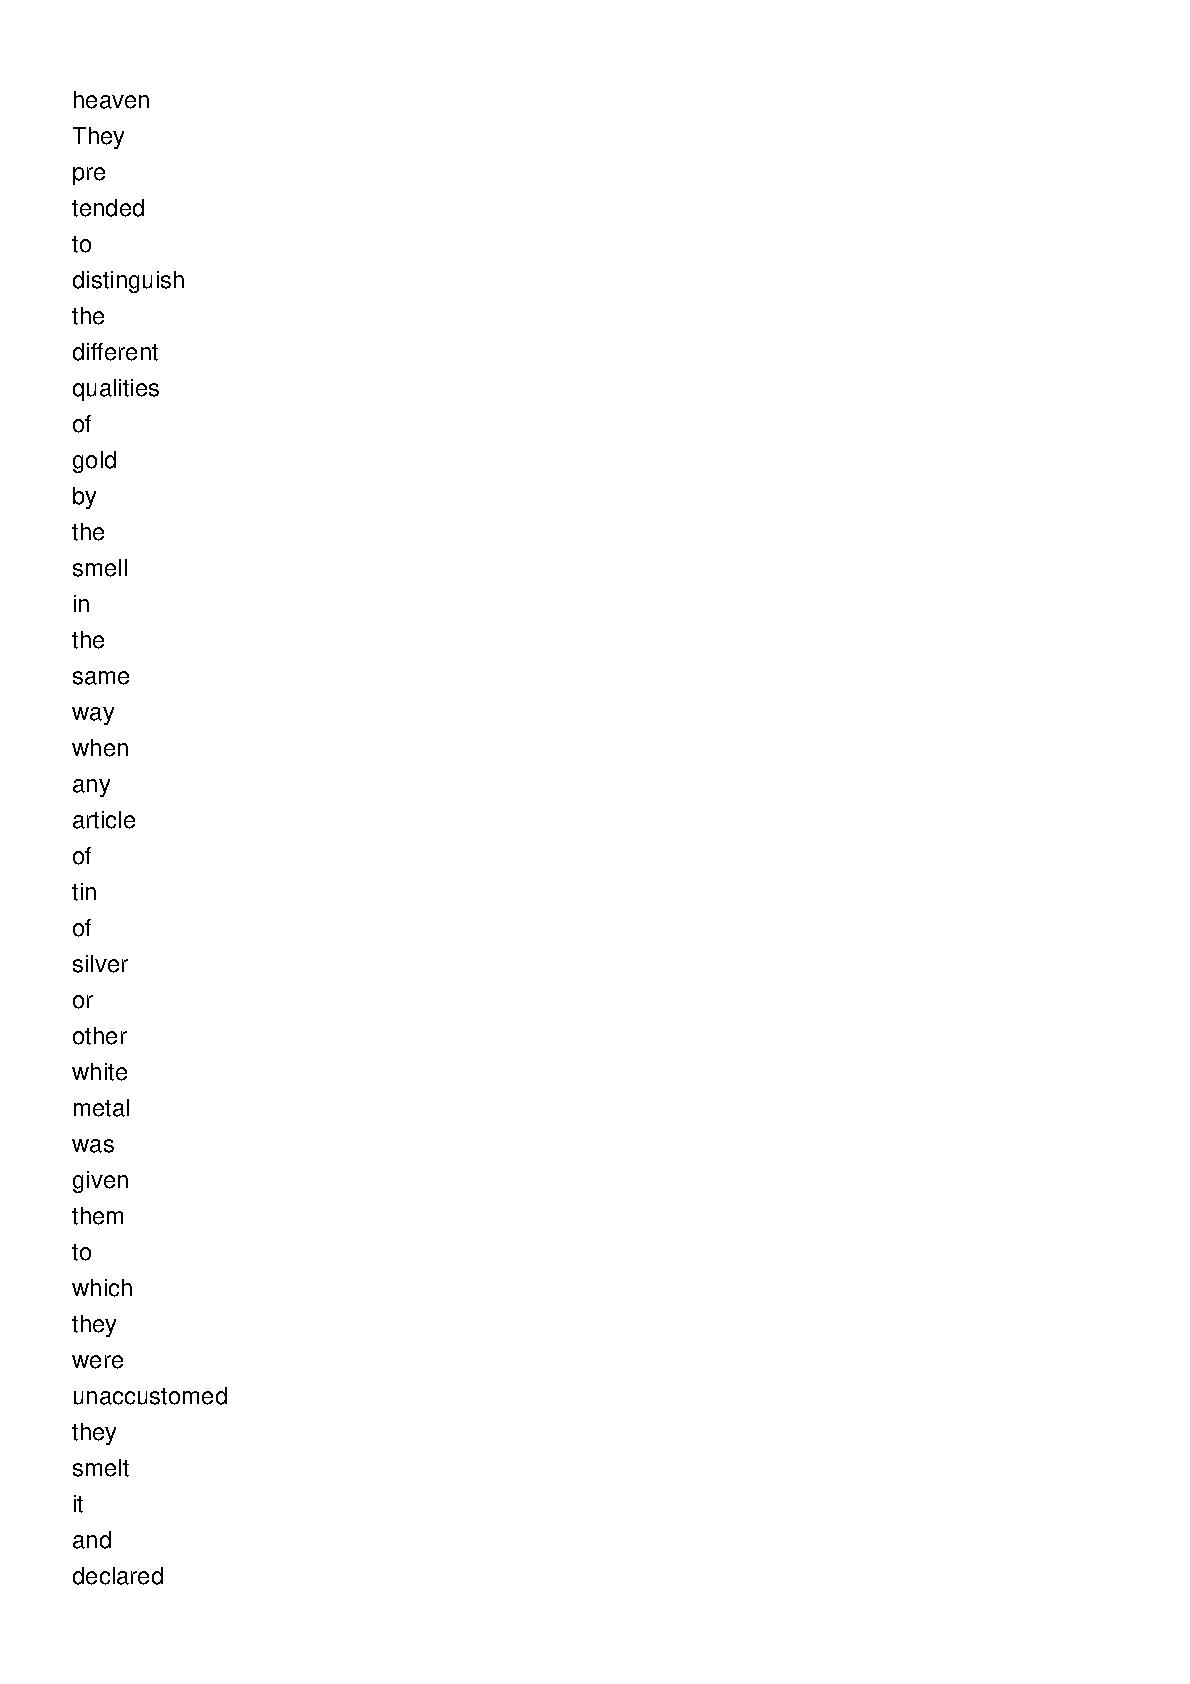 heaven
They
pre
tended
to
distinguish
the
different
qualities
of
gold
by
the
smell
in
the
same
way
when
any
article
of
tin
of
silver
or
other
white
metal
was
given
them
to
which
they
were
unaccustomed
they
smelt
it
and
declared